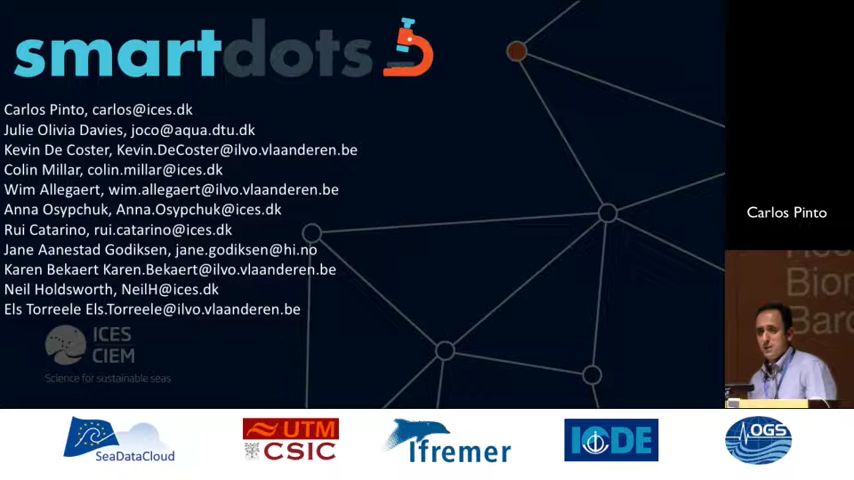 smartdots
Carlos Pinto, carlos@ices.dk
Julie Olivia Davies, joco@aqua.dtu.dk
Kevin De Coster, Kevin.DeCoster@ilvo.vlaanderen.be
Colin Millar, colin.millar@ices.dk
Wim Allegaert, wim.allegaert@ilvo.vlaanderen.be
Anna Osypchuk, Anna.Osypchuk@ices.dk
Rui Catarino, rui.catarino@ices.dk
Jane Aanestad Godiksen, jane.godiksen@hi.no
Karen Bekaert Karen.Bekaert@ilvo.vlaanderen.be
Neil Holdsworth, NeilH@ices.dk
Els Torreele Els.Torreele@ilvo.vlaanderen.be
ICES
CIEM
Science for sustainable seas
Carlos Pinto
Bion
Barc
SeaDataCloud
UTM
CSIC
Ifremer
IODE
OGS